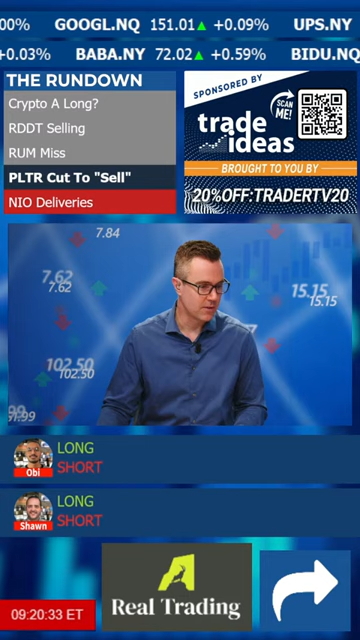 00% GOOGL.NQ 151.01 +0.09% UPS.NY
+0.03% BABA.NY 72.02 +0.59% BIDU.NQ
THE RUNDOWN
Crypto A Long?
RDDT Selling
RUM Miss
PLTR Cut To "Sell"
NIO Deliveries
SPONSORED BY
SCAN ME!
trade ideas
BROUGHT TO YOU BY
20%OFF:TRADERTV20
7.84
7.62
7.62
15.15
15.15
102.50
102.50
99
91.99
Obi
LONG
SHORT
Shawn
LONG
SHORT
09:20:33 ET
Real Trading